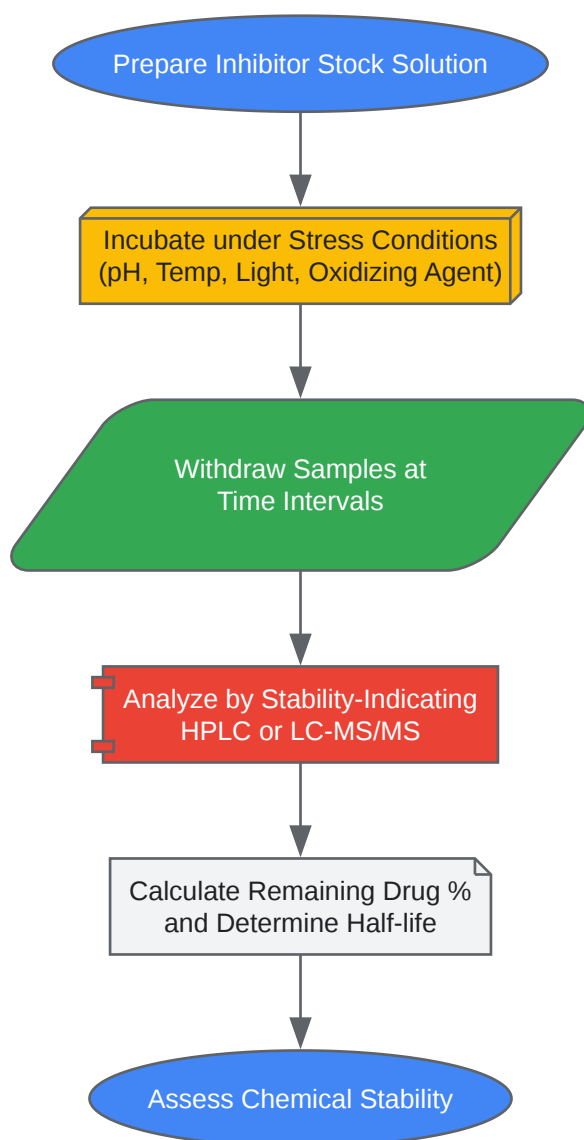 Prepare Inhibitor Stock Solution
Incubate under Stress Conditions
(pH, Temp, Light, Oxidizing Agent)
Withdraw Samples at
Time Intervals
Analyze by Stability-Indicating
HPLC or LC-MS/MS
Calculate Remaining Drug %
and Determine Half-life
Assess Chemical Stability